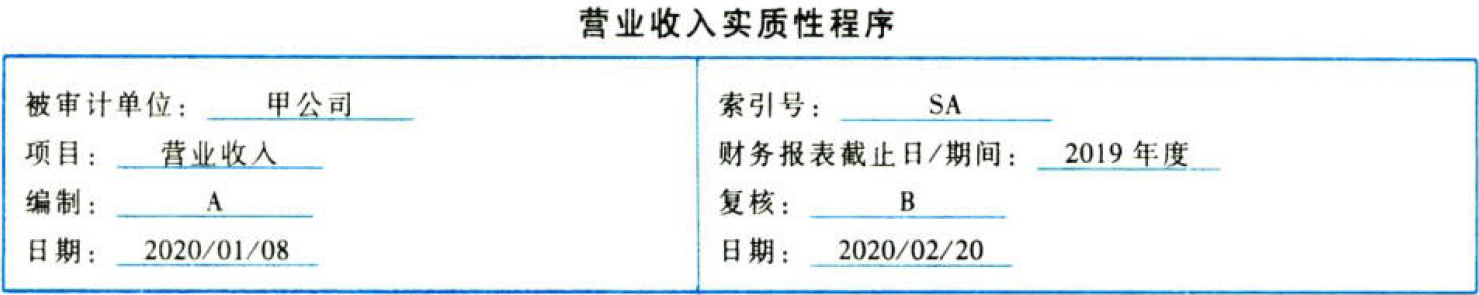 营业收入实质性程序
被审计单位: 甲公司
项目: 营业收入
编制: A
日期: 2020/01/08
索引号: SA
财务报表截止日/期间: 2019 年度
复核: B
日期: 2020/02/20